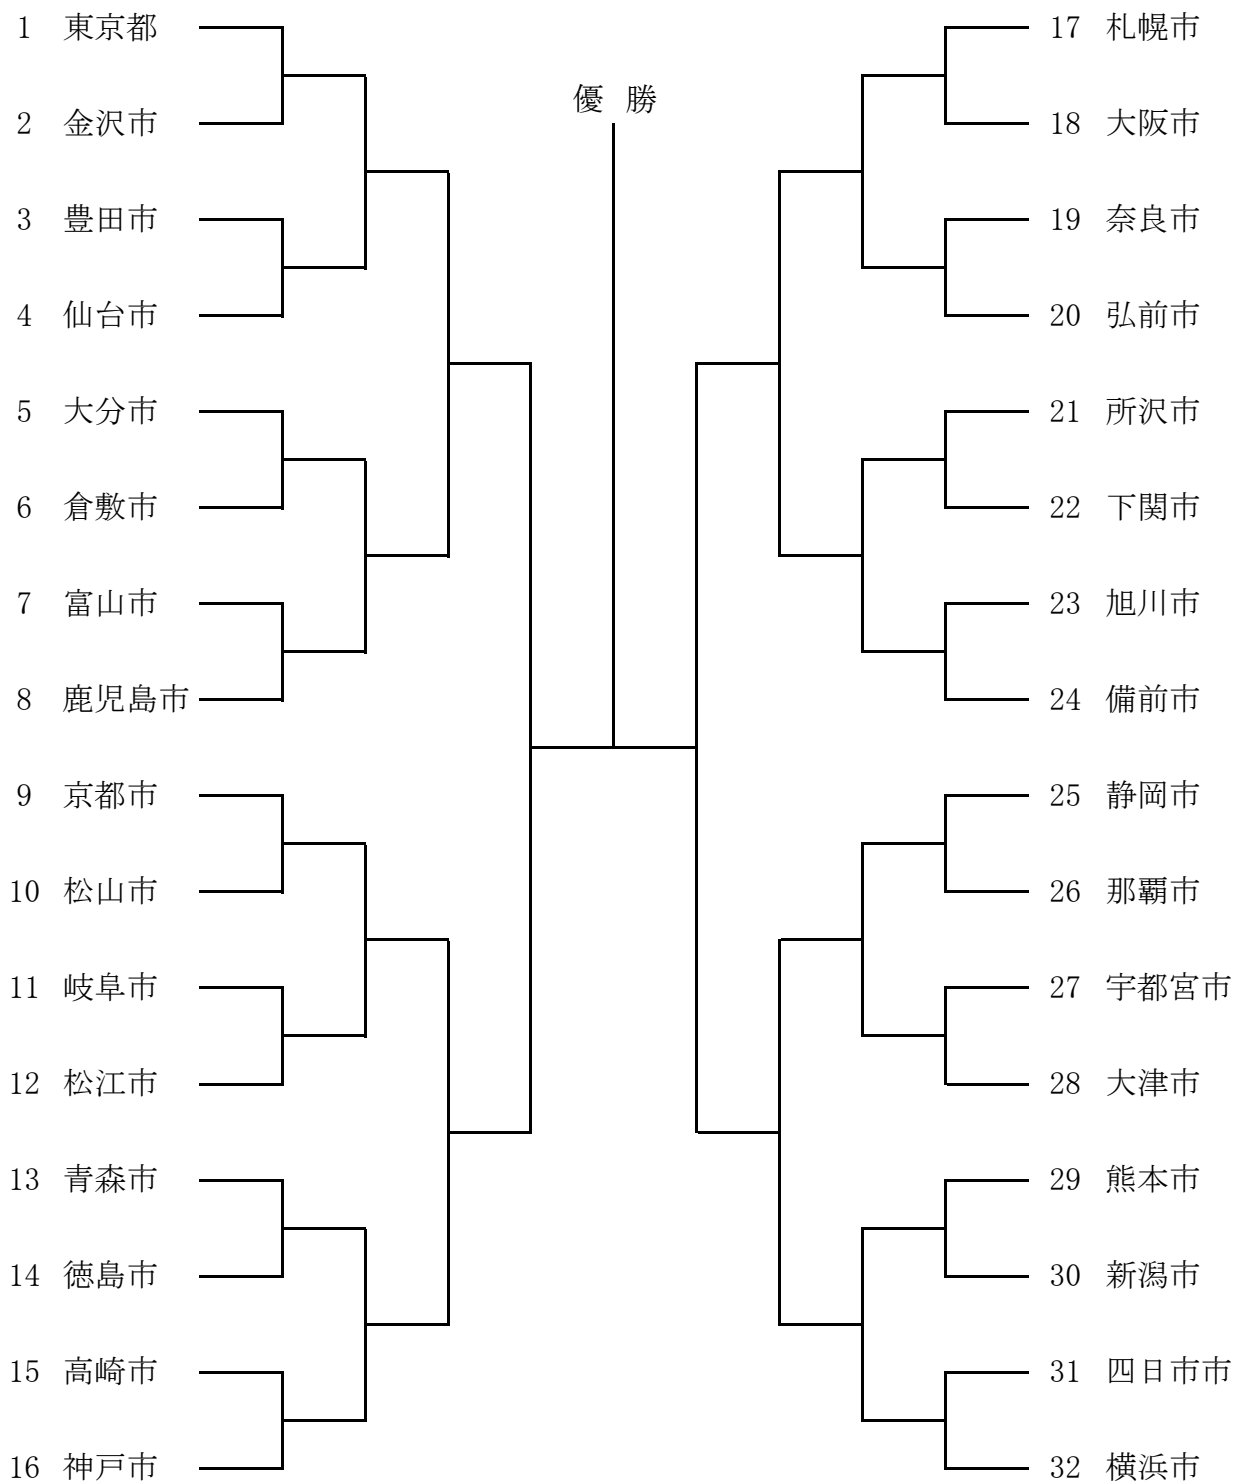 優 勝
1 東京都
2 金沢市
3 豊田市
4 仙台市
5 大分市
6 倉敷市
7 富山市
8 鹿児島市
9 京都市
10 松山市
11 岐阜市
12 松江市
13 青森市
14 徳島市
15 高崎市
16 神戸市
17 札幌市
18 大阪市
19 奈良市
20 弘前市
21 所沢市
22 下関市
23 旭川市
24 備前市
25 静岡市
26 那覇市
27 宇都宮市
28 大津市
29 熊本市
30 新潟市
31 四日市市
32 横浜市